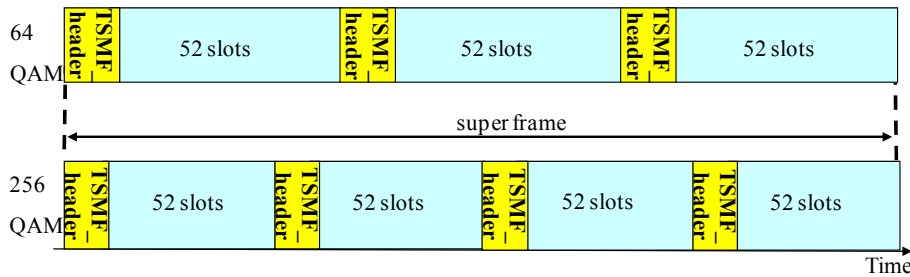 64
QAM
TSMF_
header
52 slots
TSMF_
header
52 slots
TSMF_
header
52 slots
super frame
256
QAM
TSMF_
header
52 slots
TSMF_
header
52 slots
TSMF_
header
52 slots
TSMF_
header
52 slots
Time